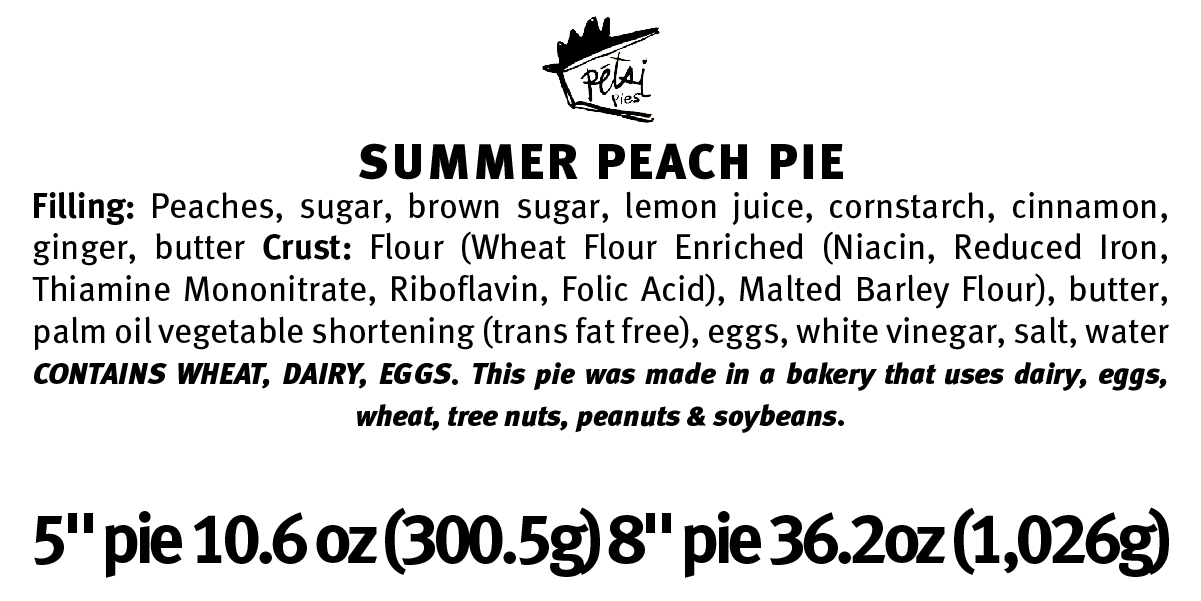 pétsi
pies
SUMMER PEACH PIE
Filling: Peaches, sugar, brown sugar, lemon juice, cornstarch, cinnamon,
ginger, butter Crust: Flour (Wheat Flour Enriched (Niacin, Reduced Iron,
Thiamine Mononitrate, Riboflavin, Folic Acid), Malted Barley Flour), butter,
palm oil vegetable shortening (trans fat free), eggs, white vinegar, salt, water
CONTAINS WHEAT, DAIRY, EGGS. This pie was made in a bakery that uses dairy, eggs,
wheat, tree nuts, peanuts & soybeans.
5" pie 10.6 oz (300.5g) 8" pie 36.2oz (1,026g)